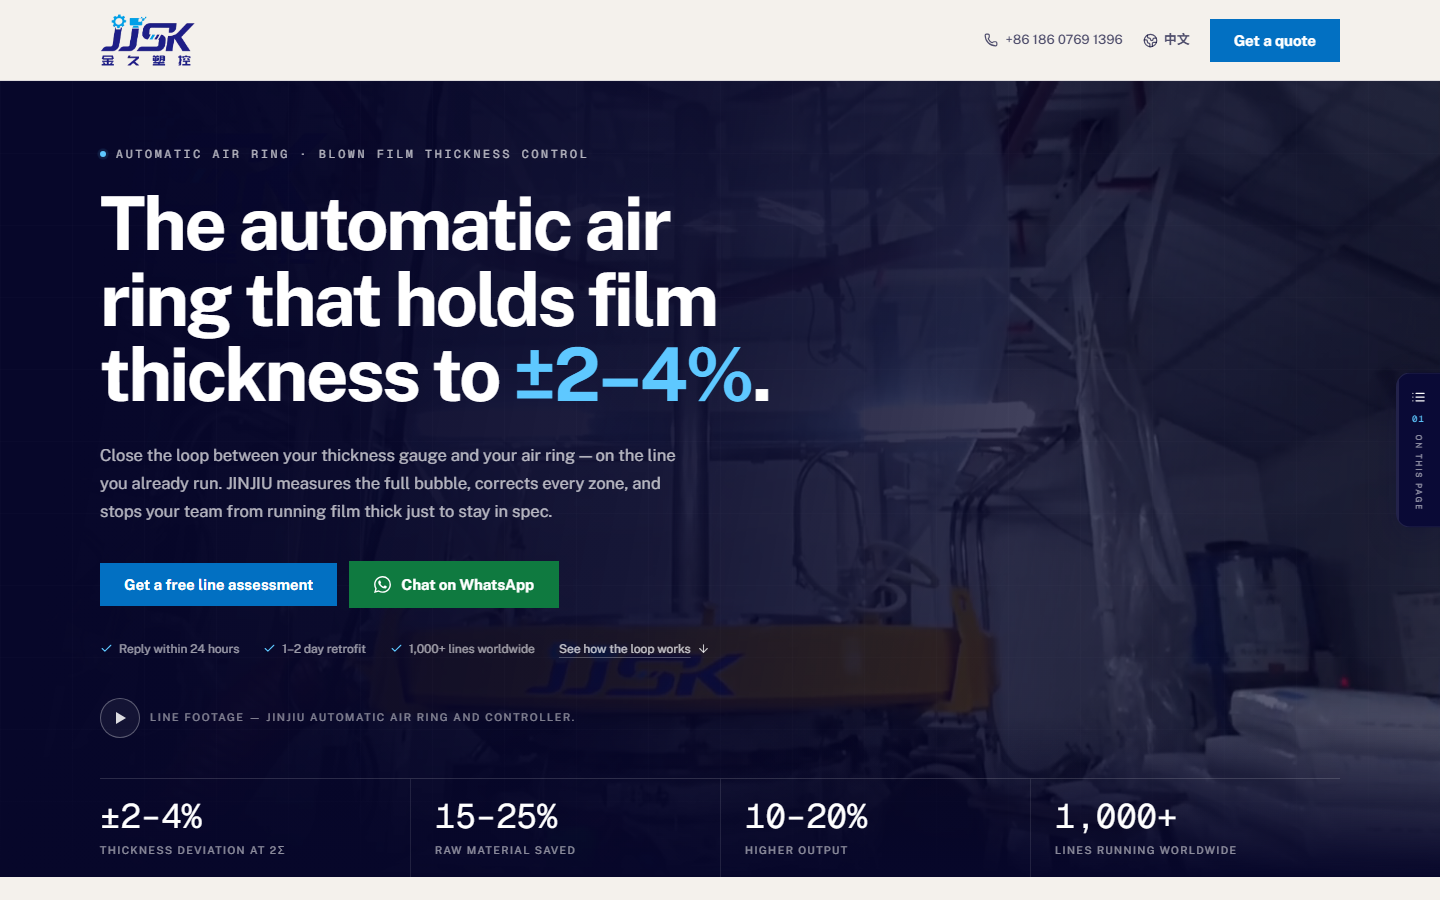 JJSK
金久塑控
+86 186 0769 1396
中文
Get a quote
AUTOMATIC AIR RING · BLOWN FILM THICKNESS CONTROL
The automatic air
ring that holds film
thickness to ±2–4%.
Close the loop between your thickness gauge and your air ring — on the line
you already run. JINJIU measures the full bubble, corrects every zone, and
stops your team from running film thick just to stay in spec.
Get a free line assessment
Chat on WhatsApp
Reply within 24 hours
1–2 day retrofit
1,000+ lines worldwide
See how the loop works ↓
JJSK
LINE FOOTAGE — JINJIU AUTOMATIC AIR RING AND CONTROLLER.
±2–4%
THICKNESS DEVIATION AT 2Σ
15–25%
RAW MATERIAL SAVED
10–20%
HIGHER OUTPUT
1,000+
LINES RUNNING WORLDWIDE
01
ON THIS PAGE